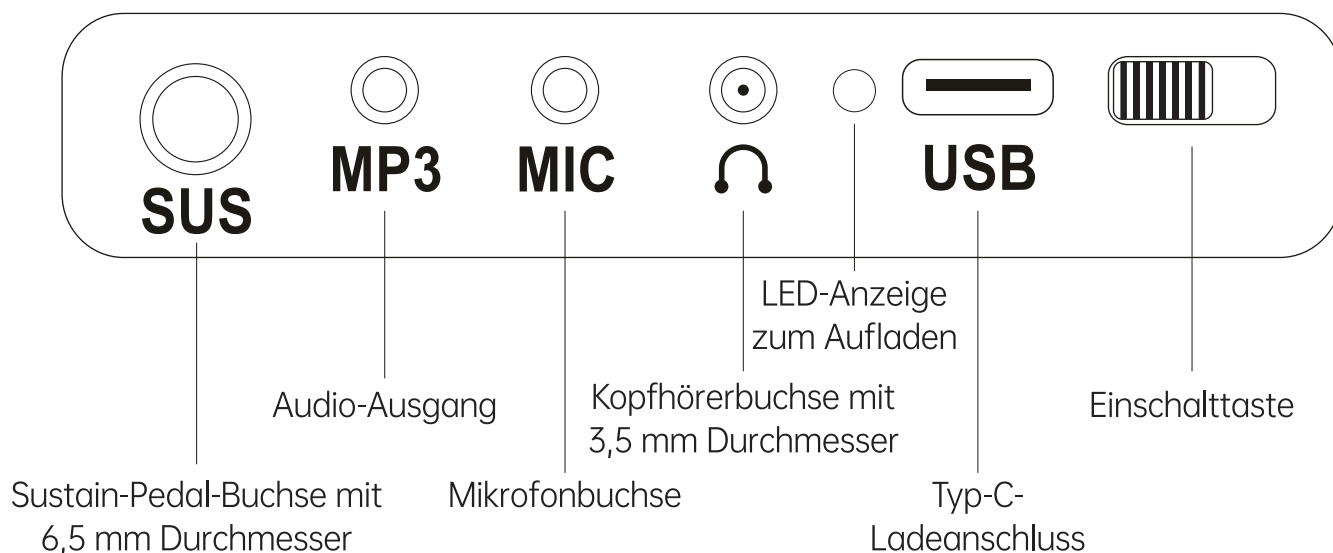 SUS
MP3
MIC
USB
LED-Anzeige
zum Aufladen
Audio-Ausgang
Kopfhörerbuchse mit
3,5 mm Durchmesser
Einschalttaste
Sustain-Pedal-Buchse mit
6,5 mm Durchmesser
Mikrofonbuchse
Typ-C-
Ladeanschluss